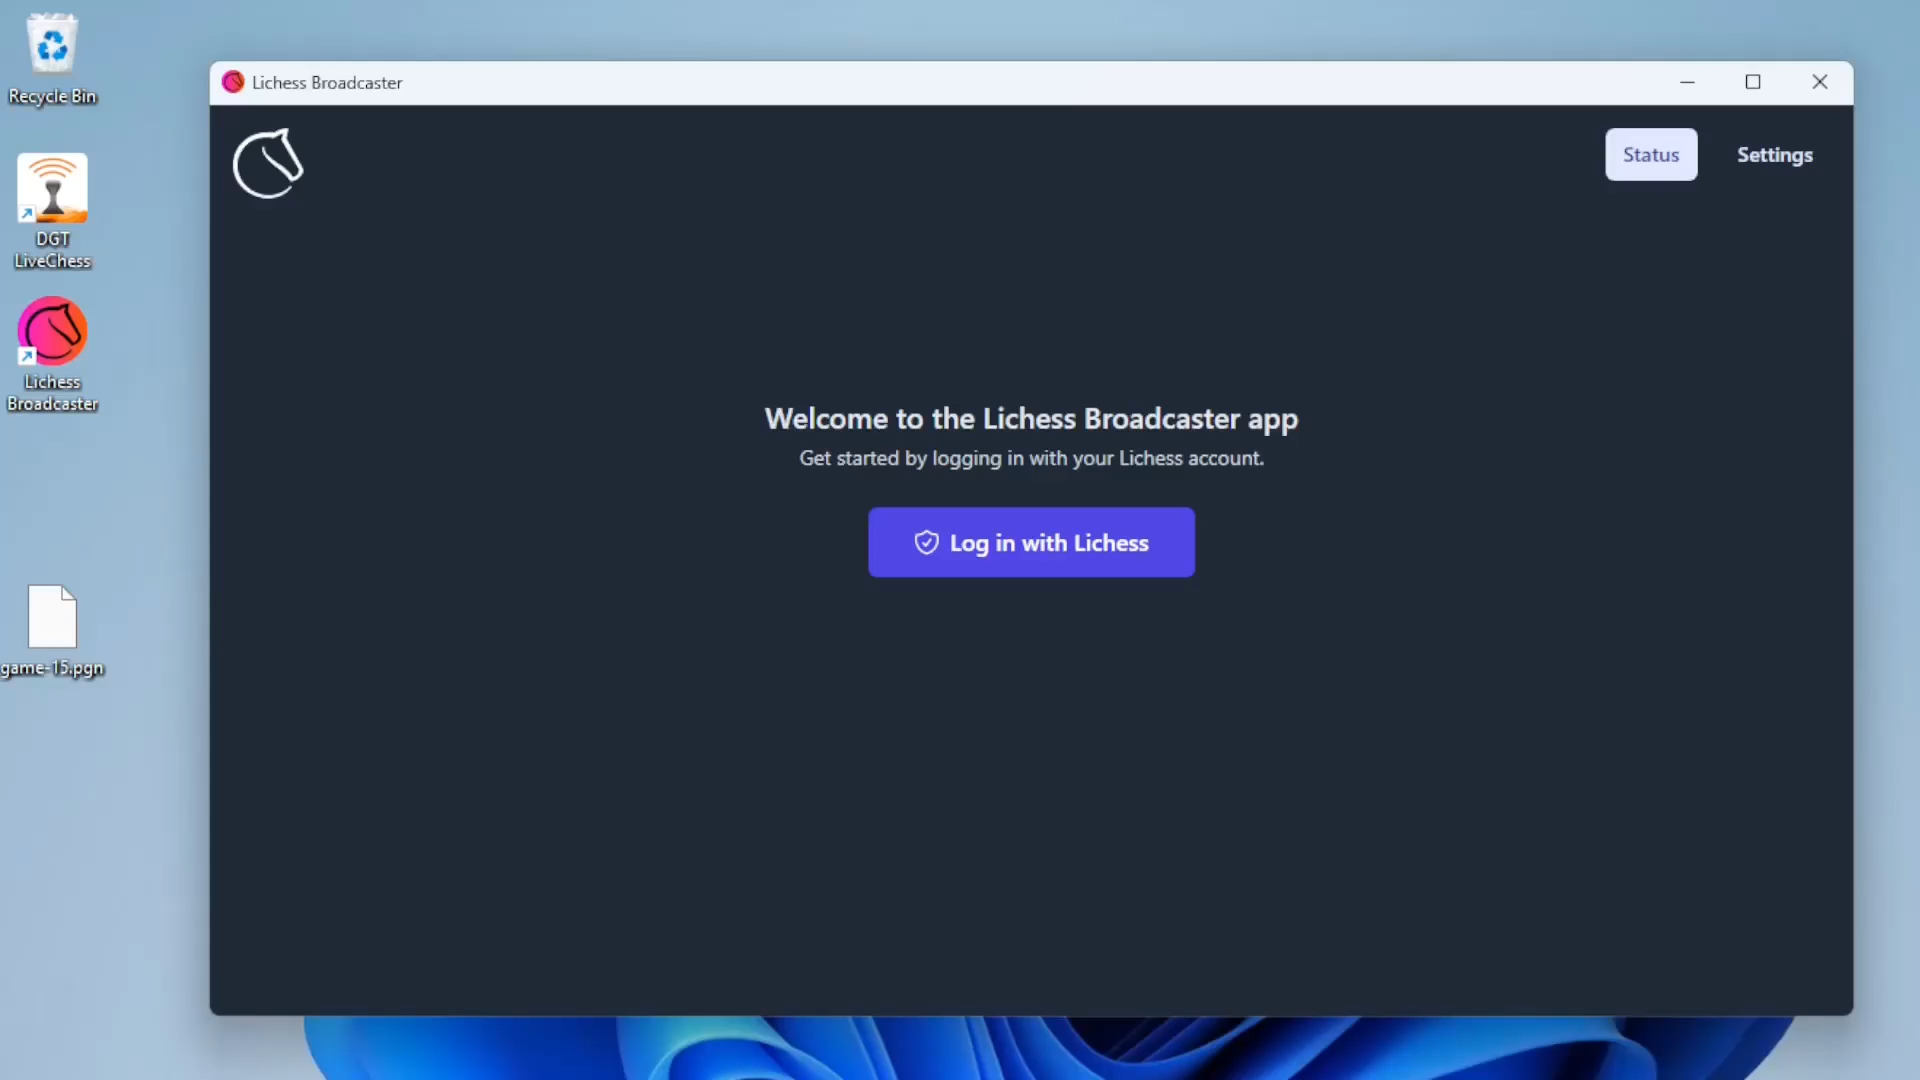 Recycle Bin
DGT
LiveChess
Lichess
Broadcaster
game-15.pgn
Lichess Broadcaster
Status
Settings
Welcome to the Lichess Broadcaster app
Get started by logging in with your Lichess account.
Log in with Lichess